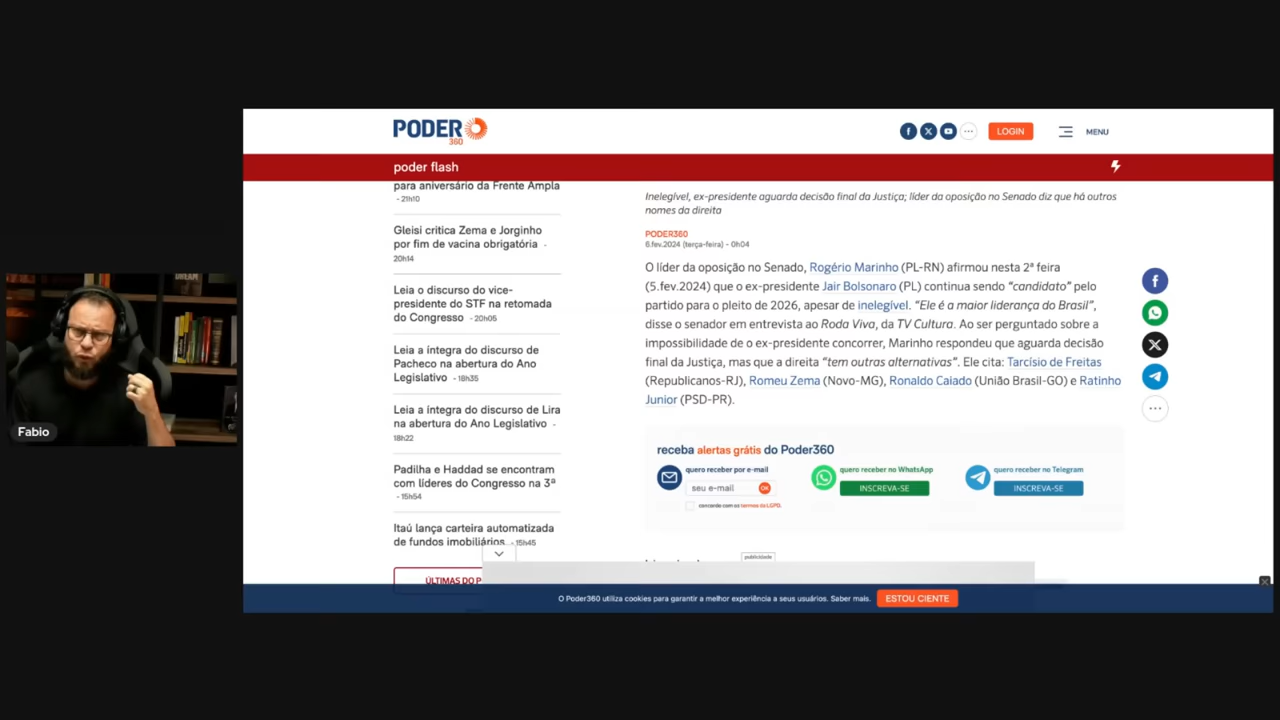 PODER
360
LOGIN
MENU
poder flash
para aniversário da Frente Ampla
- 21h10
Gleisi critica Zema e Jorginho
por fim de vacina obrigatória -
20h14
Leia o discurso do vice-
presidente do STF na retomada
do Congresso - 20h05
Leia a íntegra do discurso de
Pacheco na abertura do Ano
Legislativo - 18h35
Leia a íntegra do discurso de Lira
na abertura do Ano Legislativo -
18h22
Padilha e Haddad se encontram
com líderes do Congresso na 3ª
- 15h54
Itaú lança carteira automatizada
de fundos imobiliários - 15h45
ÚLTIMAS DO P
Inelegível, ex-presidente aguarda decisão final da Justiça; líder da oposição no Senado diz que há outros
nomes da direita
PODER360
6.fev.2024 (terça-feira) - 0h04
O líder da oposição no Senado, Rogério Marinho (PL-RN) afirmou nesta 2ª feira
(5.fev.2024) que o ex-presidente Jair Bolsonaro (PL) continua sendo “candidato” pelo
partido para o pleito de 2026, apesar de inelegível. “Ele é a maior liderança do Brasil”,
disse o senador em entrevista ao Roda Viva, da TV Cultura. Ao ser perguntado sobre a
impossibilidade de o ex-presidente concorrer, Marinho respondeu que aguarda decisão
final da Justiça, mas que a direita “tem outras alternativas”. Ele cita: Tarcísio de Freitas
(Republicanos-RJ), Romeu Zema (Novo-MG), Ronaldo Caiado (União Brasil-GO) e Ratinho
Junior (PSD-PR).
receba alertas grátis do Poder360
quero receber por e-mail
seu e-mail
OK
concordo com os termos da LGPD.
quero receber no WhatsApp
INSCREVA-SE
quero receber no Telegram
INSCREVA-SE
publicidade
O Poder360 utiliza cookies para garantir a melhor experiência a seus usuários. Saber mais.
ESTOU CIENTE
Fabio
DREAM